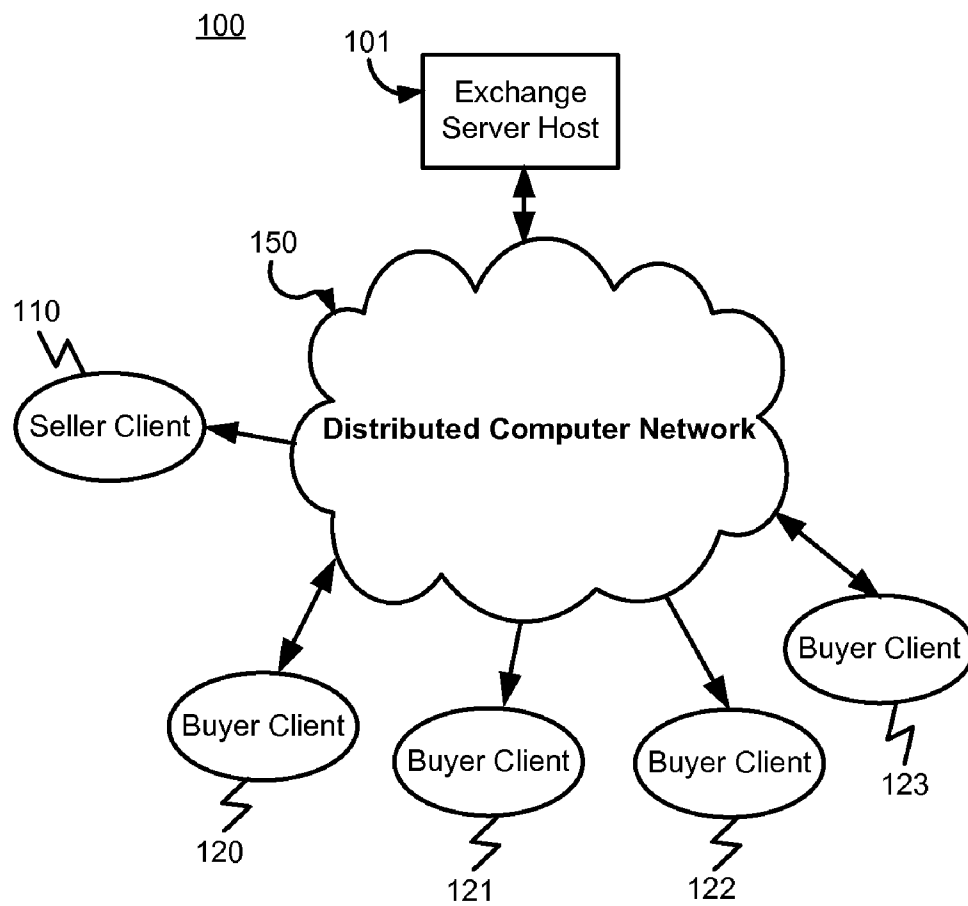 100
101
Exchange
Server Host
150
110
Seller Client
Distributed Computer Network
Buyer Client
Buyer Client
Buyer Client
Buyer Client
123
120
121
122